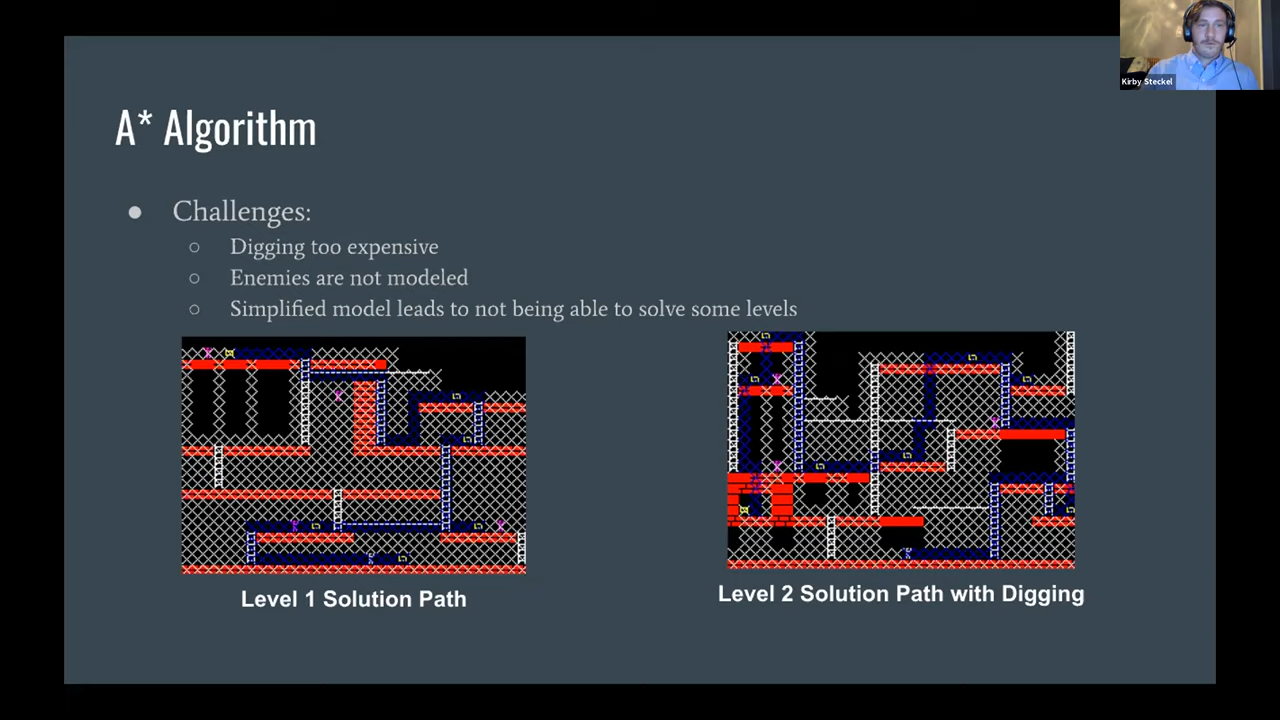 Kirby Steckel
A* Algorithm
● Challenges:
○ Digging too expensive
○ Enemies are not modeled
○ Simplified model leads to not being able to solve some levels
Level 1 Solution Path
Level 2 Solution Path with Digging